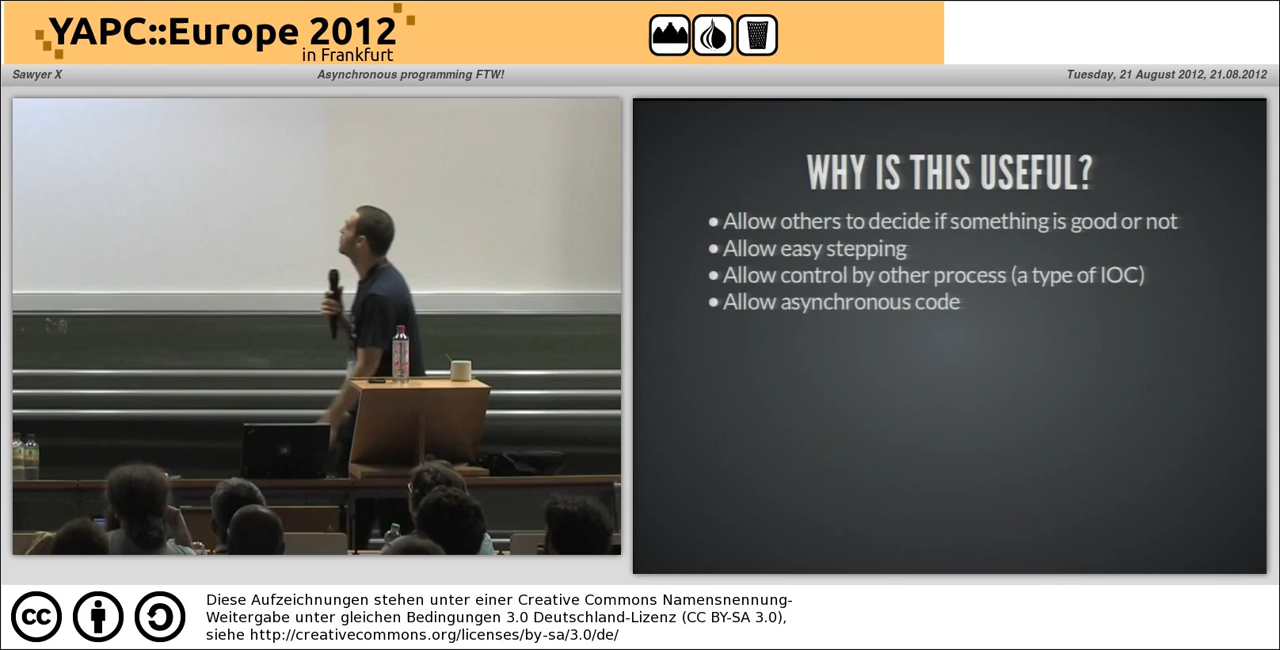 YAPC::Europe 2012
in Frankfurt
Sawyer X
Asynchronous programming FTW!
Tuesday, 21 August 2012, 21.08.2012
WHY IS THIS USEFUL?
• Allow others to decide if something is good or not
• Allow easy stepping
• Allow control by other process (a type of IOC)
• Allow asynchronous code
cc
Diese Aufzeichnungen stehen unter einer Creative Commons Namensnennung-
Weitergabe unter gleichen Bedingungen 3.0 Deutschland-Lizenz (CC BY-SA 3.0),
siehe http://creativecommons.org/licenses/by-sa/3.0/de/